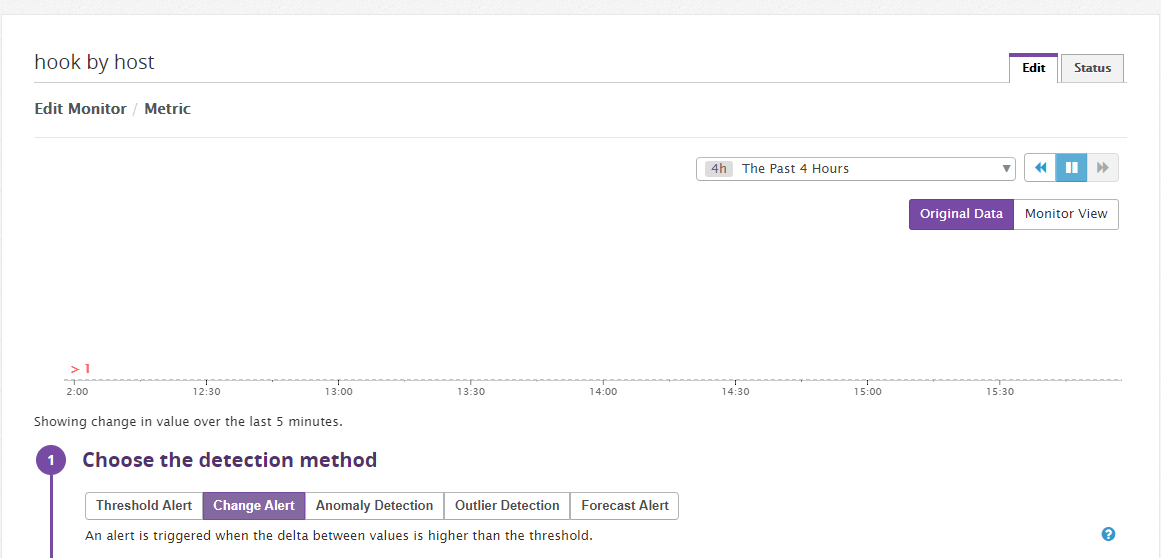 hook by host
Edit Status
Edit Monitor / Metric
4h The Past 4 Hours
Original Data Monitor View
> 1
2:00 12:30 13:00 13:30 14:00 14:30 15:00 15:30
Showing change in value over the last 5 minutes.
1 Choose the detection method
Threshold Alert Change Alert Anomaly Detection Outlier Detection Forecast Alert
An alert is triggered when the delta between values is higher than the threshold.
?